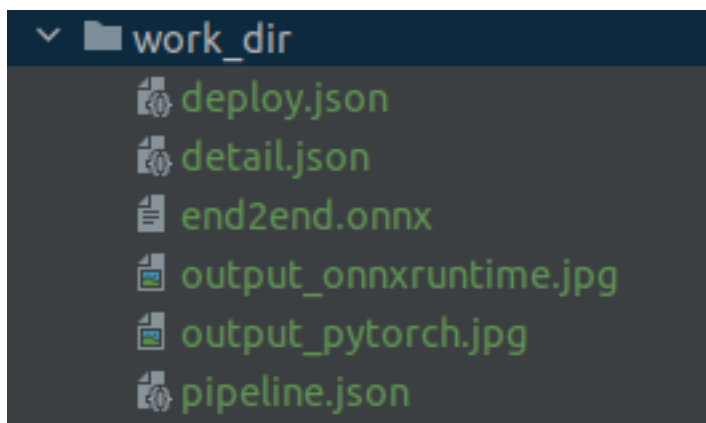 work_dir
deploy.json
detail.json
end2end.onnx
output_onnxruntime.jpg
output_pytorch.jpg
pipeline.json